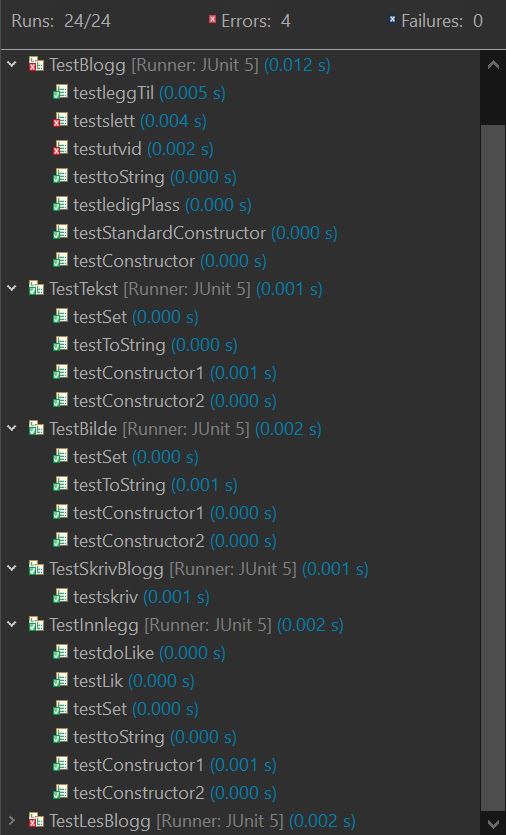 Runs: 24/24 Errors: 4 Failures: 0
TestBlogg [Runner: JUnit 5] (0.012 s)
testleggTil (0.005 s)
testslett (0.004 s)
testutvid (0.002 s)
testtoString (0.000 s)
testledigPlass (0.000 s)
testStandardConstructor (0.000 s)
testConstructor (0.000 s)
TestTekst [Runner: JUnit 5] (0.001 s)
testSet (0.000 s)
testToString (0.000 s)
testConstructor1 (0.001 s)
testConstructor2 (0.000 s)
TestBilde [Runner: JUnit 5] (0.002 s)
testSet (0.000 s)
testToString (0.001 s)
testConstructor1 (0.000 s)
testConstructor2 (0.000 s)
TestSkrivBlogg [Runner: JUnit 5] (0.001 s)
testskriv (0.001 s)
TestInnlegg [Runner: JUnit 5] (0.002 s)
testdoLike (0.000 s)
testLik (0.000 s)
testSet (0.000 s)
testtoString (0.000 s)
testConstructor1 (0.001 s)
testConstructor2 (0.000 s)
TestLesBlogg [Runner: JUnit 5] (0.002 s)